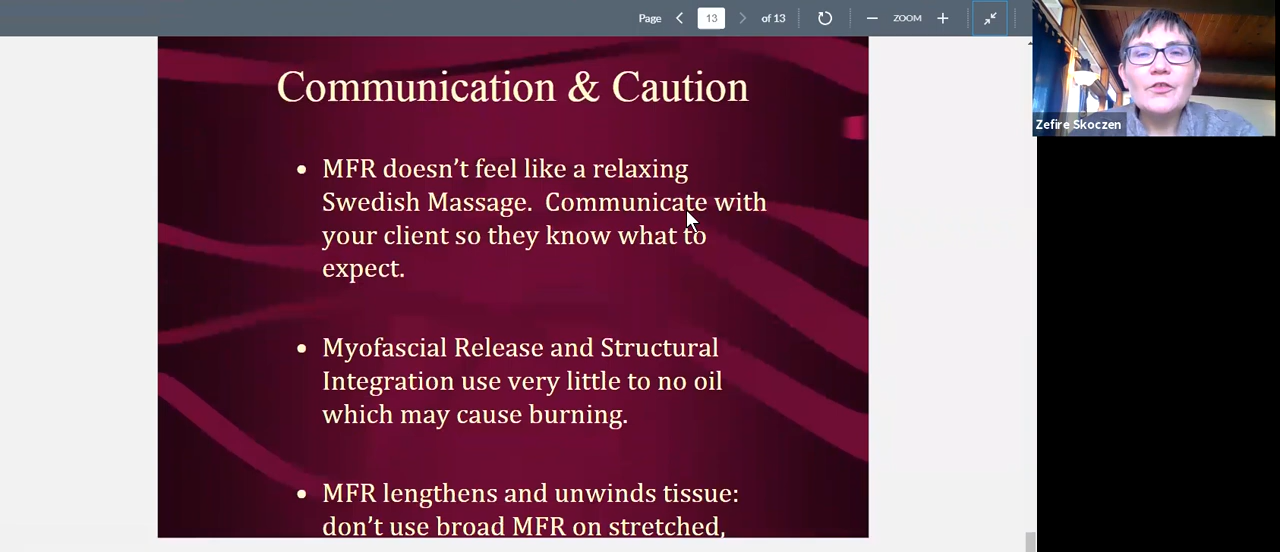 Page 13 of 13 ZOOM
Zefire Skoczen
Communication & Caution
• MFR doesn’t feel like a relaxing
Swedish Massage.  Communicate with
your client so they know what to
expect.
• Myofascial Release and Structural
Integration use very little to no oil
which may cause burning.
• MFR lengthens and unwinds tissue:
don’t use broad MFR on stretched,